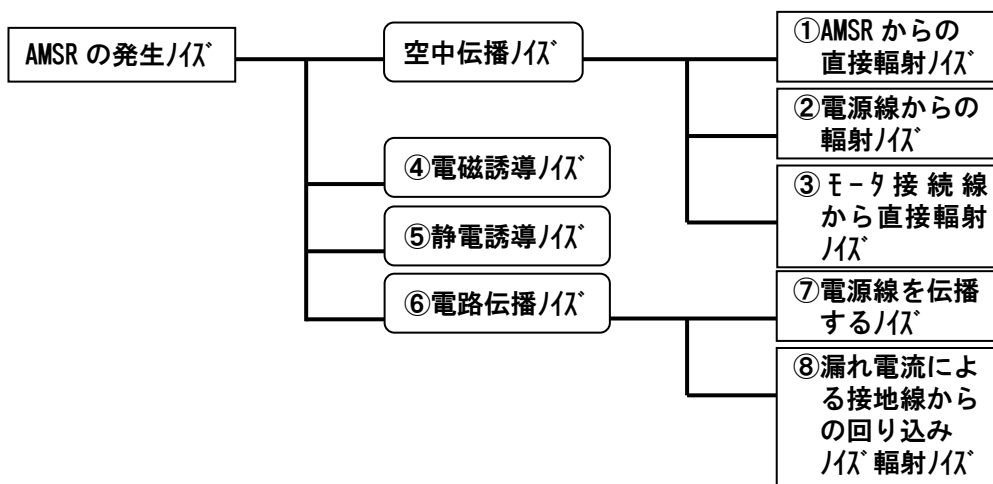 AMSR の発生ﾉｲｽﾞ
空中伝播ﾉｲｽﾞ
①AMSR からの
直接輻射ﾉｲｽﾞ
②電源線からの
輻射ﾉｲｽﾞ
③ﾓｰﾀ接続線
から直接輻射
ﾉｲｽﾞ
④電磁誘導ﾉｲｽﾞ
⑤静電誘導ﾉｲｽﾞ
⑥電路伝播ﾉｲｽﾞ
⑦電源線を伝播
するﾉｲｽﾞ
⑧漏れ電流によ
る接地線から
の回り込み
ﾉｲｽﾞ輻射ﾉｲｽﾞ